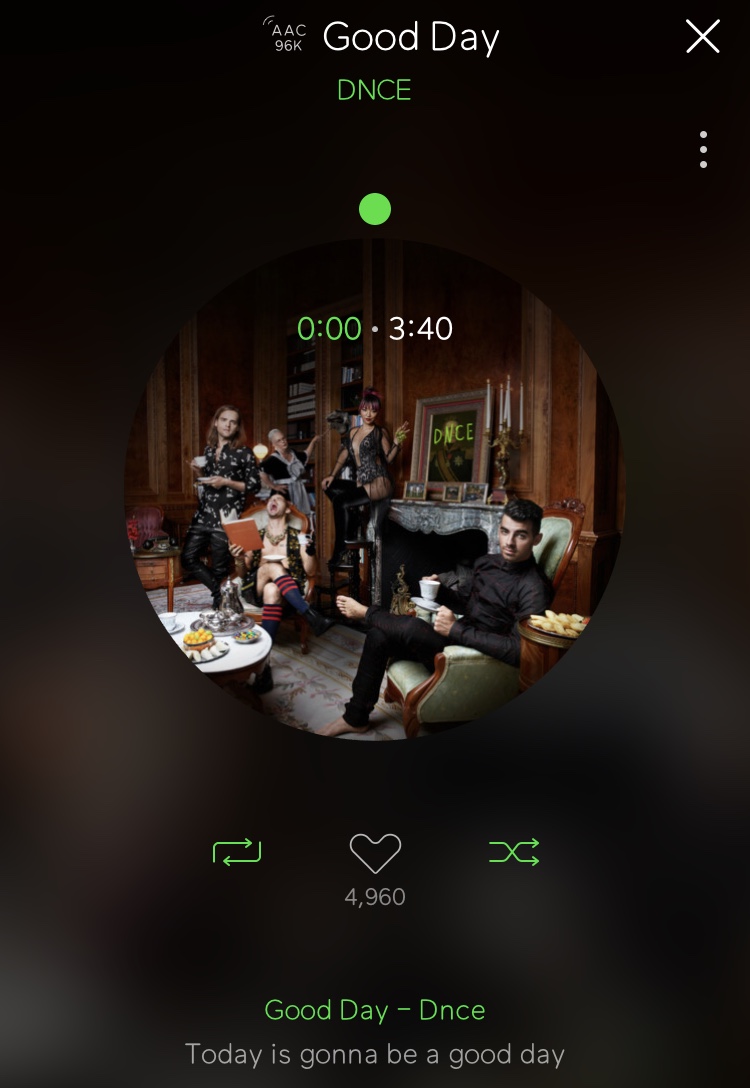 AAC
96K
Good Day
DNCE
0:00 • 3:40
DNCE
4,960
Good Day – Dnce
Today is gonna be a good day